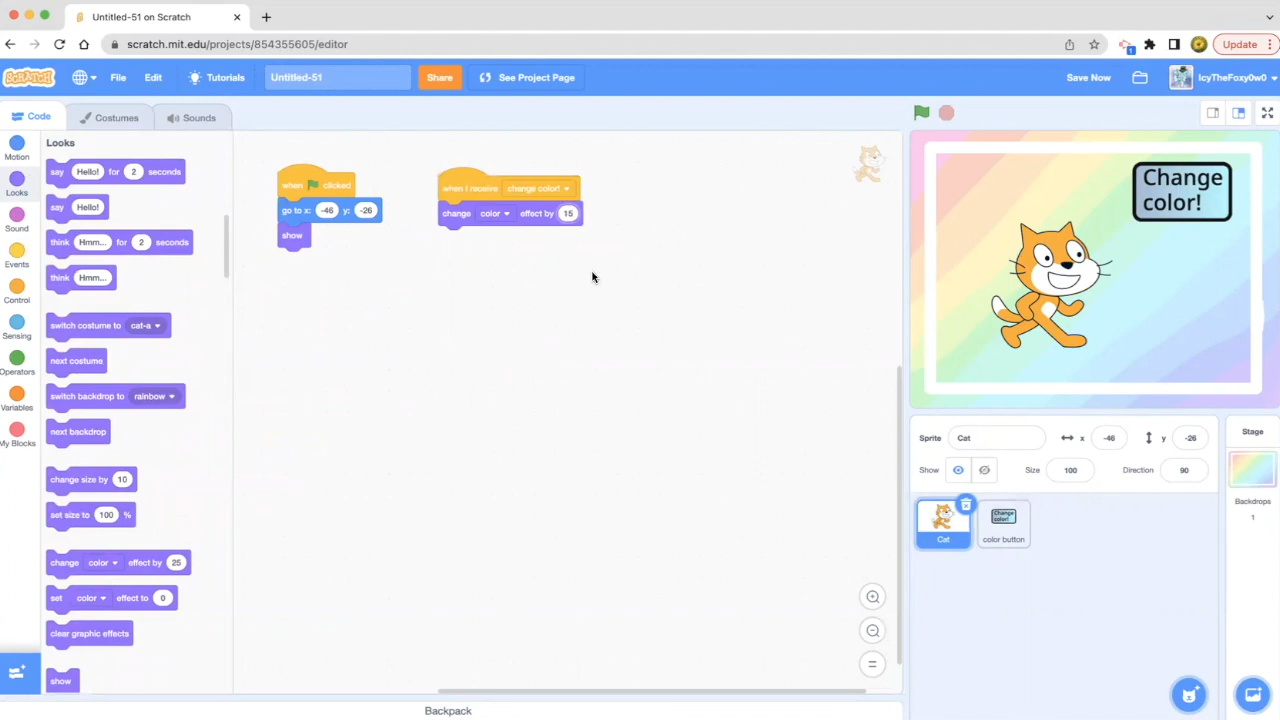 Untitled-51 on Scratch
scratch.mit.edu/projects/854355605/editor
1
Update
SCRATCH
File
Edit
Tutorials
Untitled-51
Share
See Project Page
Save Now
IcyTheFoxy0w0
Code
Costumes
Sounds
Motion
Looks
Sound
Events
Control
Sensing
Operators
Variables
My Blocks
Looks
say Hello! for 2 seconds
say Hello!
think Hmm... for 2 seconds
think Hmm...
switch costume to cat-a
next costume
switch backdrop to rainbow
next backdrop
change size by 10
set size to 100 %
change color effect by 25
set color effect to 0
clear graphic effects
show
when clicked
go to x: -46 y: -26
show
when I receive change color!
change color effect by 15
Change
color!
Sprite Cat x -46 y -26
Show Size 100 Direction 90
Cat
Change
color!
color button
Stage
Backdrops
1
Backpack